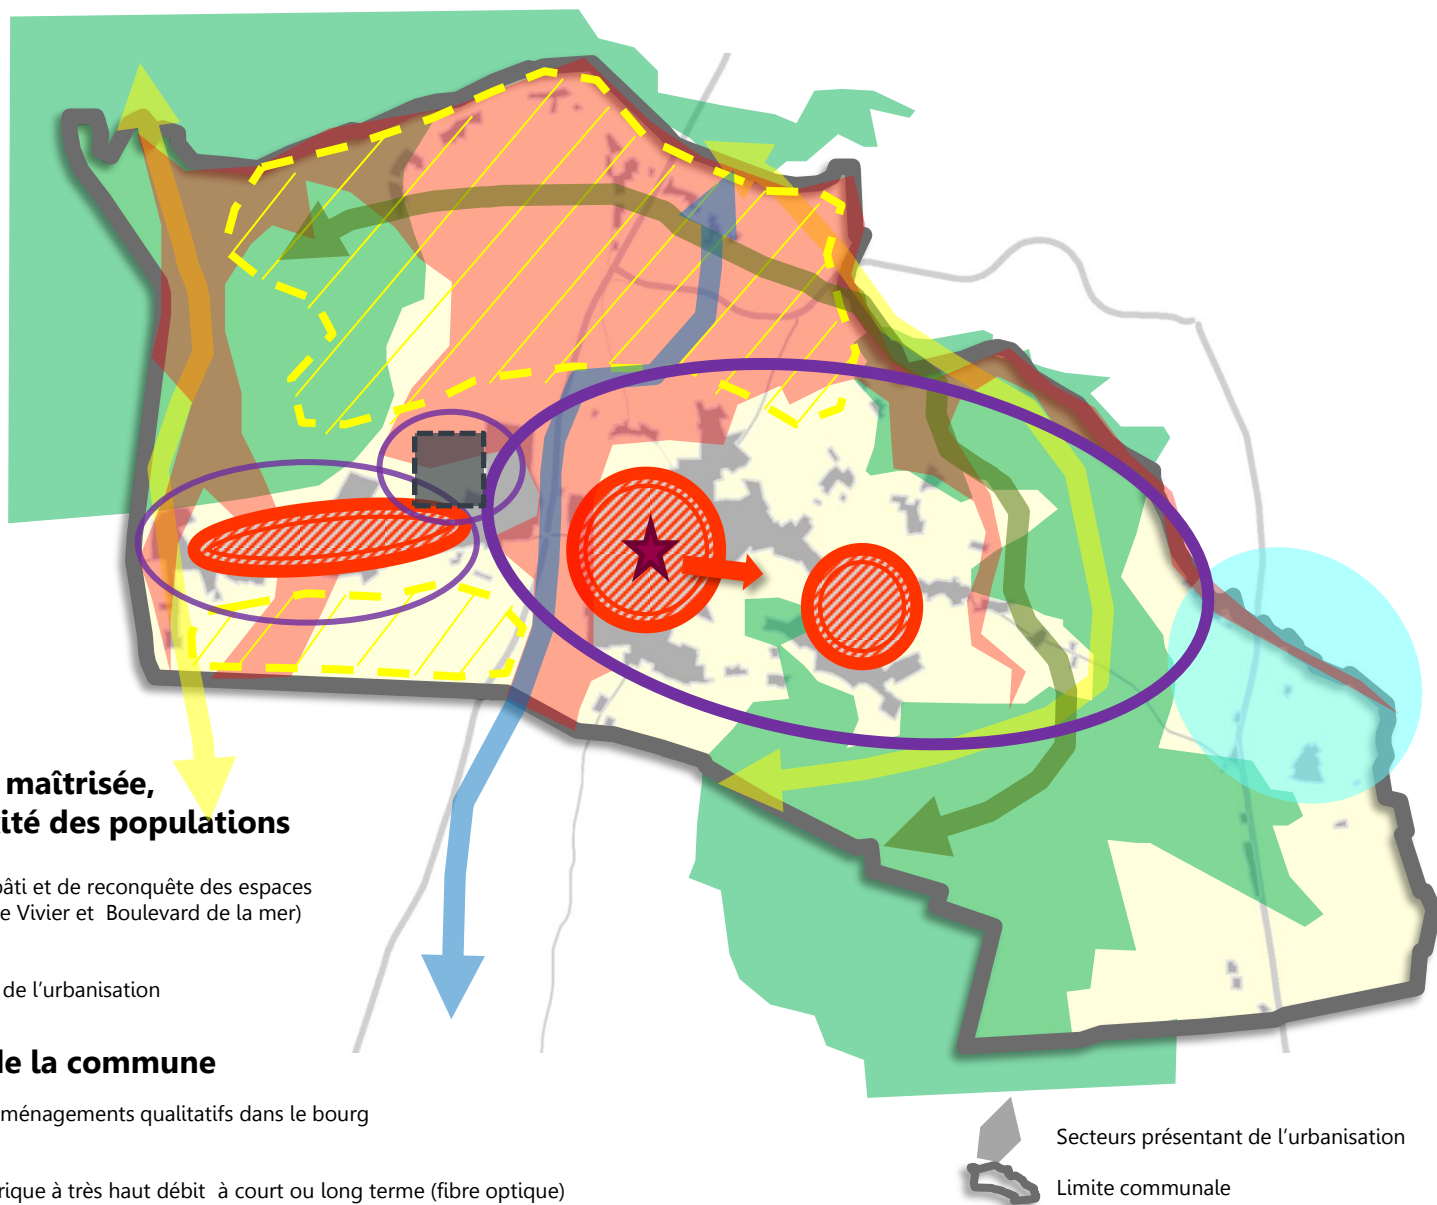 maîtrisée,
ité des populations
pâti et de reconquête des espaces
e Vivier et Boulevard de la mer)
de l’urbanisation
de la commune
ménagements qualitatifs dans le bourg
rique à très haut débit à court ou long terme (fibre optique)
Secteurs présentant de l’urbanisation
Limite communale